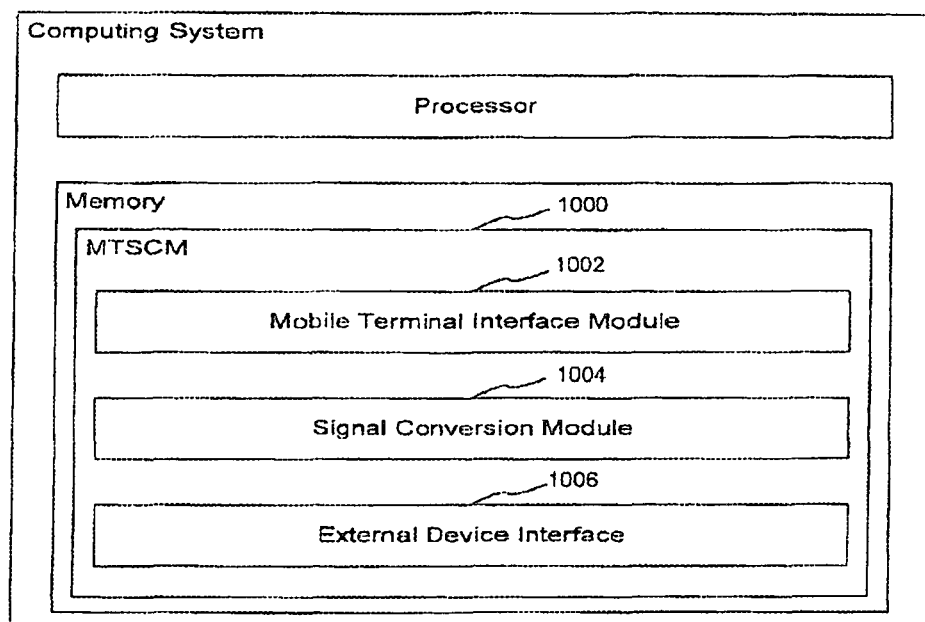 Computing System
Processor
Memory
1000
MTSCM
1002
Mobile Terminal Interface Module
1004
Signal Conversion Module
1006
External Device Interface